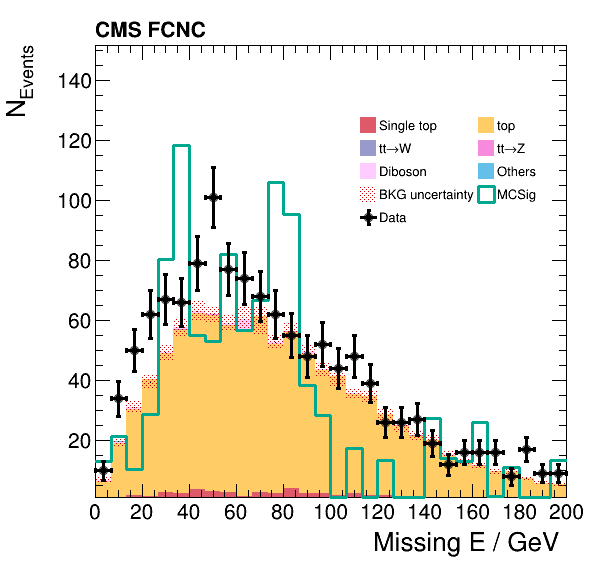 CMS FCNC
N_Events
140
120
100
80
60
40
20
Single top
top
tt→W
tt→Z
Diboson
Others
BKG uncertainty
MCSig
Data
0 20 40 60 80 100 120 140 160 180 200
Missing E / GeV